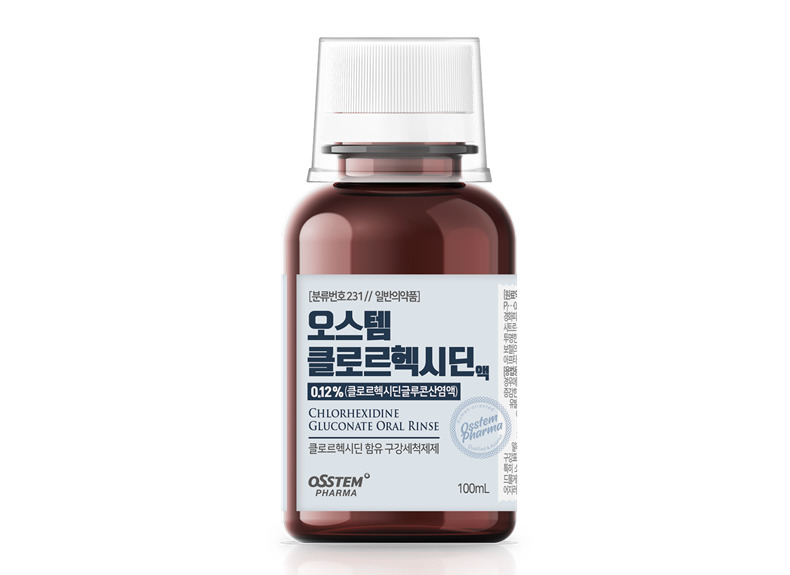 [분류번호231// 일반의약품]
오스템
클로르헥시딘액
0.12% (클로르헥시딘글루콘산염액)
CHLORHEXIDINE
GLUCONATE ORAL RINSE
클로르헥시딘 함유 구강세척제제
Osstem
Pharma
OSSTEM
PHARMA
100mL